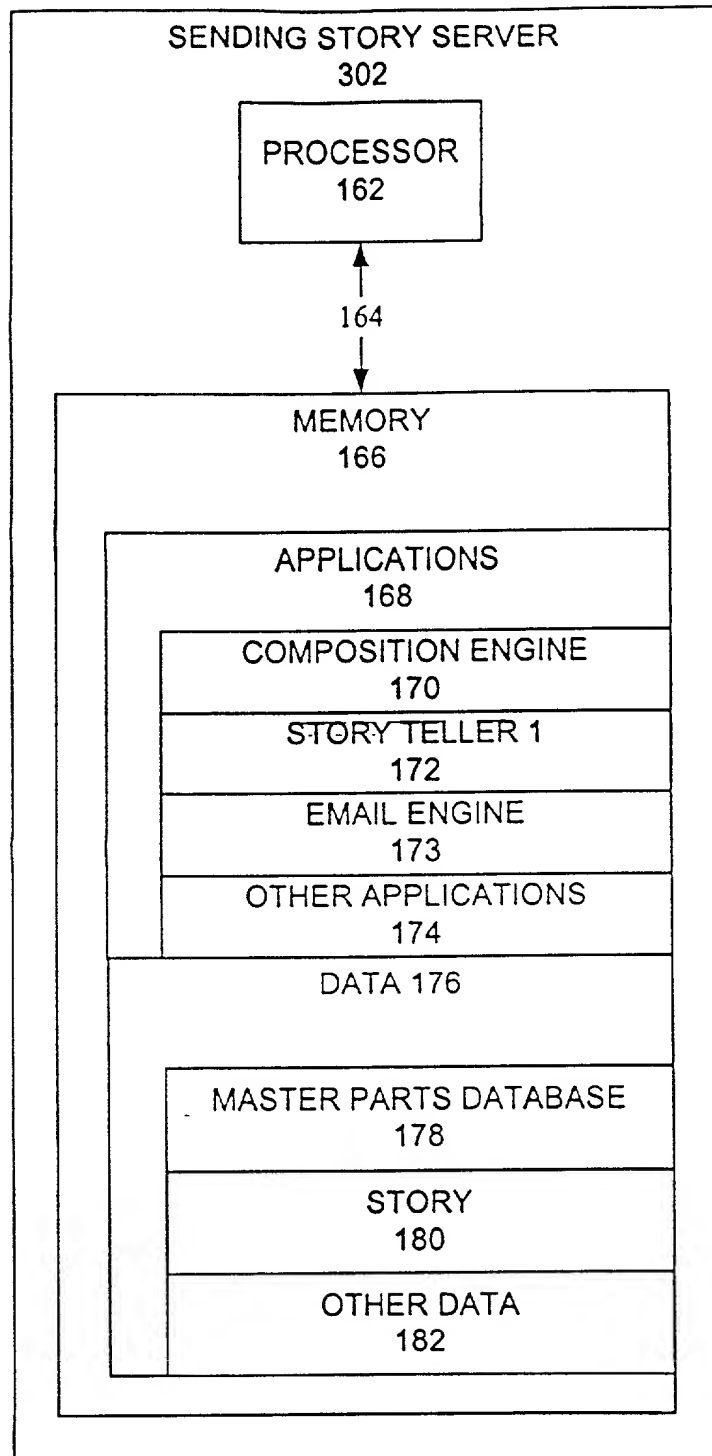 SENDING STORY SERVER
302
PROCESSOR
162
164
MEMORY
166
APPLICATIONS
168
COMPOSITION ENGINE
170
STORY TELLER 1
172
EMAIL ENGINE
173
OTHER APPLICATIONS
174
DATA 176
MASTER PARTS DATABASE
178
STORY
180
OTHER DATA
182